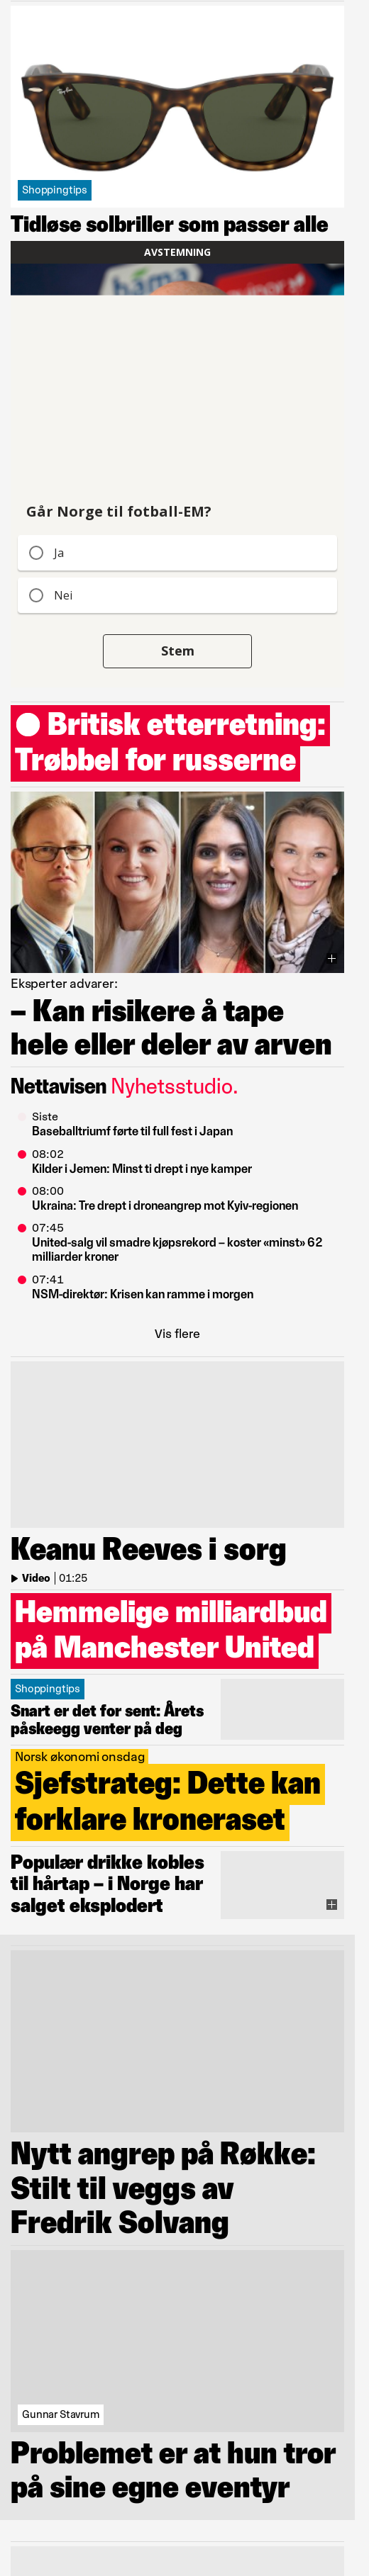 Ray-Ban
Shoppingtips
Tidløse solbriller som passer alle
AVSTEMNING
hama
Går Norge til fotball-EM?
Ja
Nei
Stem
Britisk etterretning:
Trøbbel for russerne
Eksperter advarer:
– Kan risikere å tape
hele eller deler av arven
Nettavisen Nyhetsstudio.
Siste
Baseballtriumf førte til full fest i Japan
08:02
Kilder i Jemen: Minst ti drept i nye kamper
08:00
Ukraina: Tre drept i droneangrep mot Kyiv-regionen
07:45
United-salg vil smadre kjøpsrekord – koster «minst» 62
milliarder kroner
07:41
NSM-direktør: Krisen kan ramme i morgen
Vis flere
Keanu Reeves i sorg
Video | 01:25
Hemmelige milliardbud
på Manchester United
Shoppingtips
Snart er det for sent: Årets
påskeegg venter på deg
Norsk økonomi onsdag
Sjefstrateg: Dette kan
forklare kroneraset
Populær drikke kobles
til hårtap – i Norge har
salget eksplodert
Nytt angrep på Røkke:
Stilt til veggs av
Fredrik Solvang
Gunnar Stavrum
Problemet er at hun tror
på sine egne eventyr